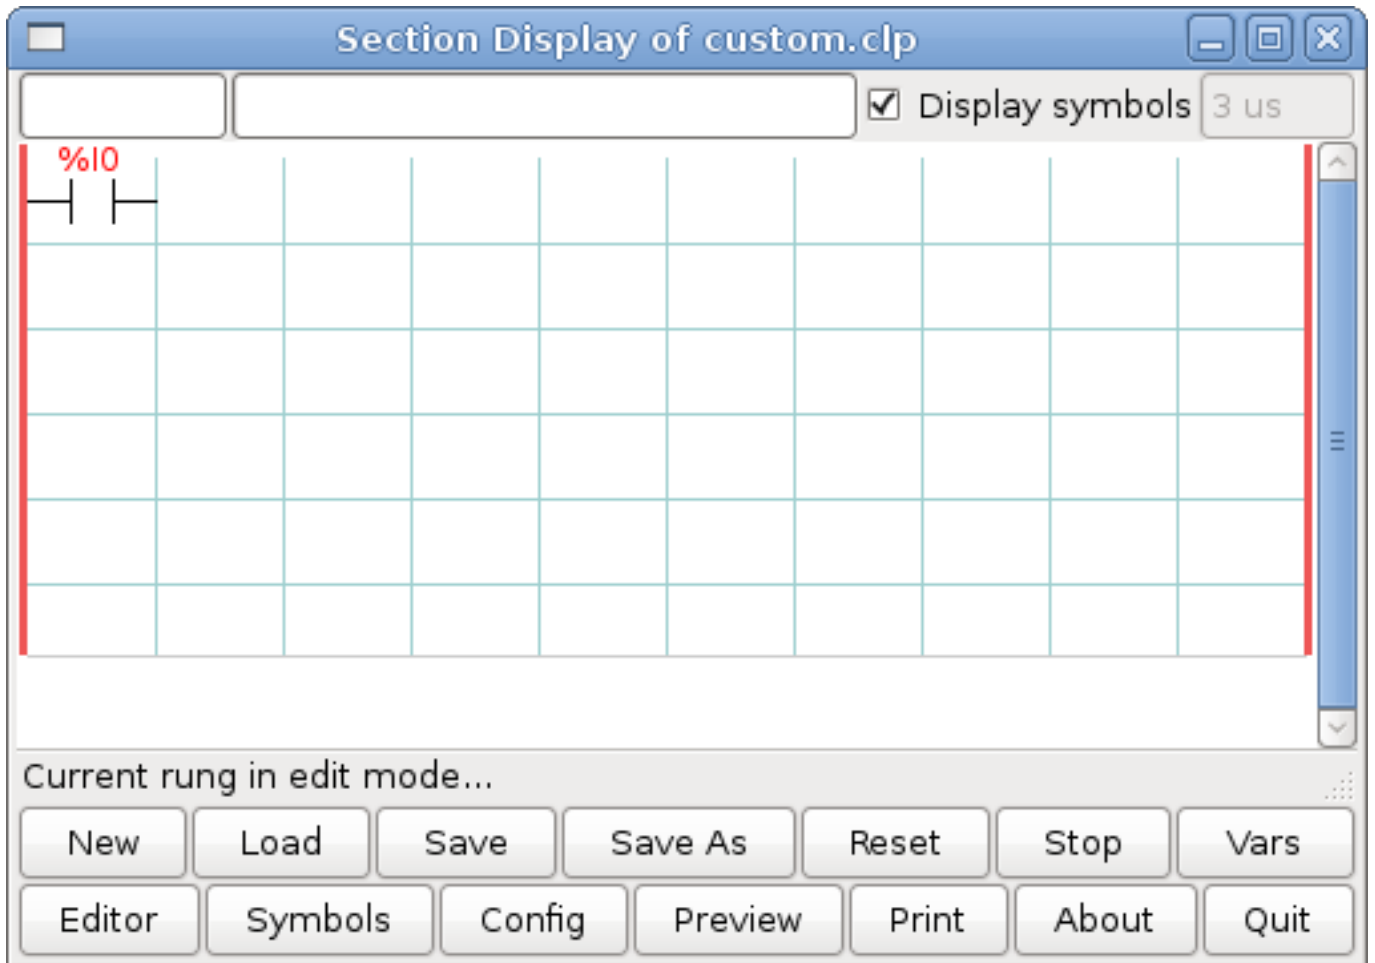 Section Display of custom.clp
Display symbols 3 us
%I0
Current rung in edit mode...
New Load Save Save As Reset Stop Vars
Editor Symbols Config Preview Print About Quit